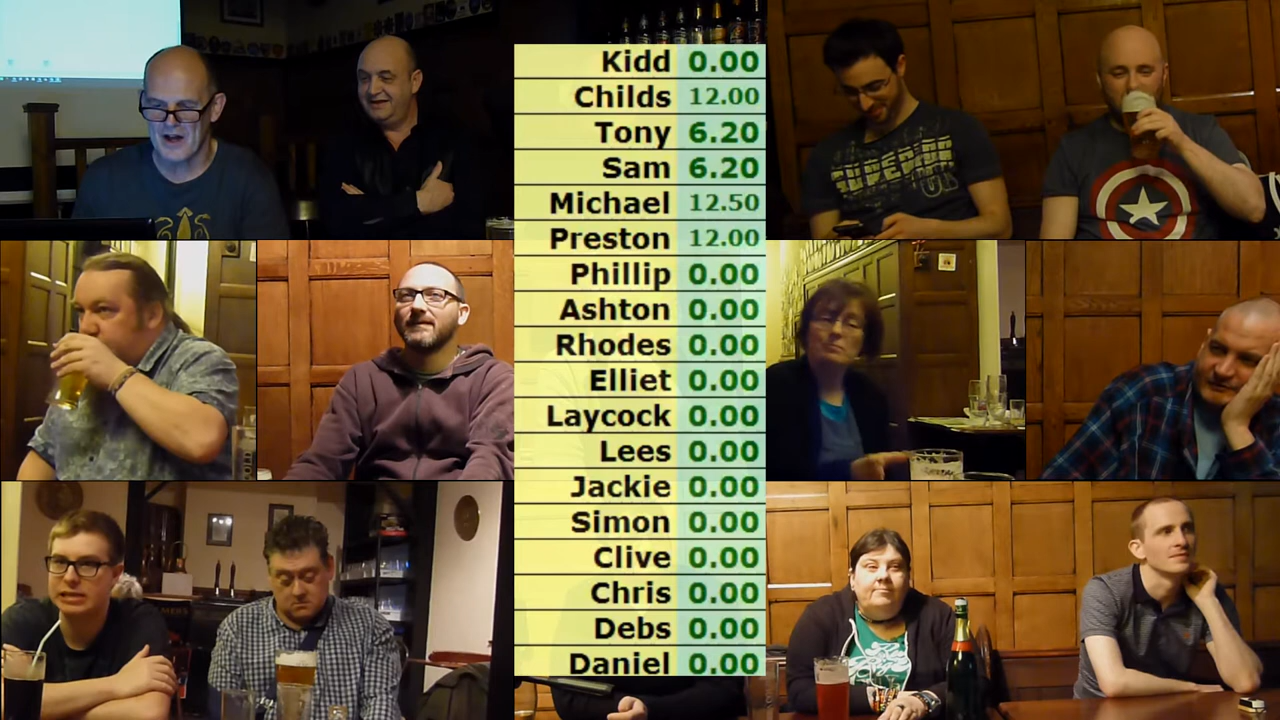 Kidd 0.00
Childs 12.00
Tony 6.20
Sam 6.20
Michael 12.50
Preston 12.00
Phillip 0.00
Ashton 0.00
Rhodes 0.00
Elliet 0.00
Laycock 0.00
Lees 0.00
Jackie 0.00
Simon 0.00
Clive 0.00
Chris 0.00
Debs 0.00
Daniel 0.00
SUPERIOR
UK